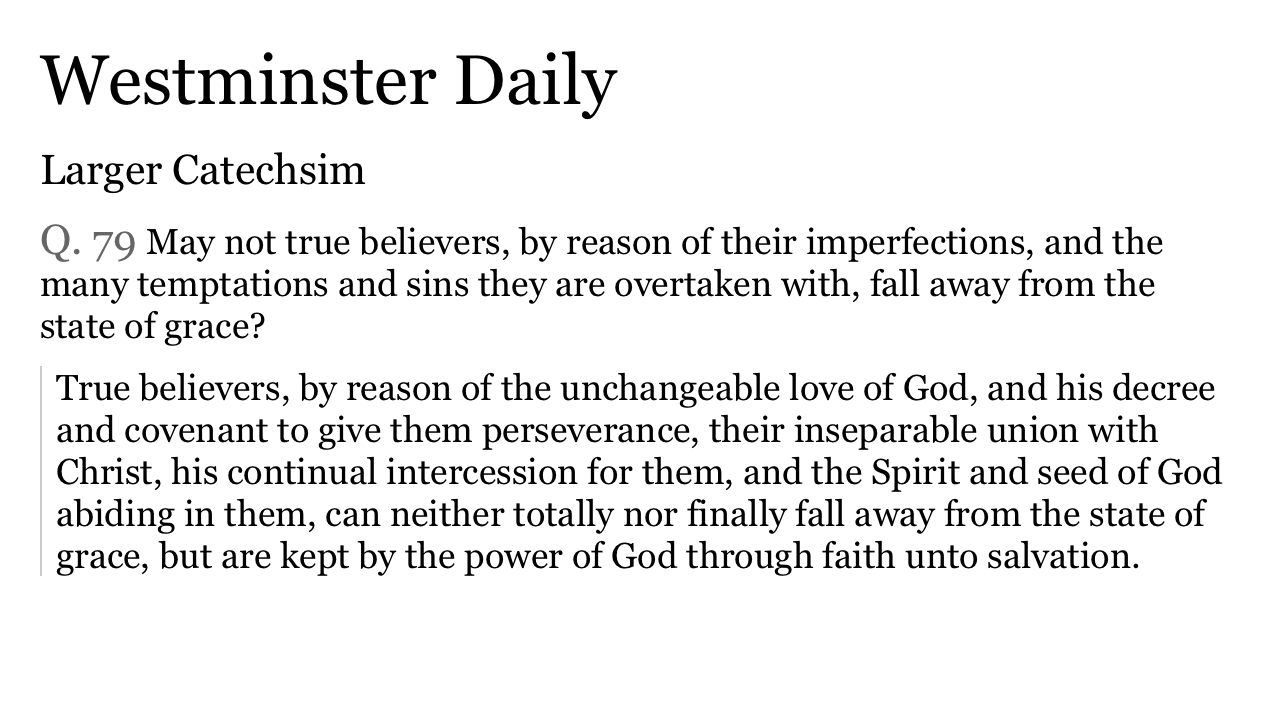 Westminster Daily
Larger Catechsim
Q. 79 May not true believers, by reason of their imperfections, and the
many temptations and sins they are overtaken with, fall away from the
state of grace?
True believers, by reason of the unchangeable love of God, and his decree
and covenant to give them perseverance, their inseparable union with
Christ, his continual intercession for them, and the Spirit and seed of God
abiding in them, can neither totally nor finally fall away from the state of
grace, but are kept by the power of God through faith unto salvation.